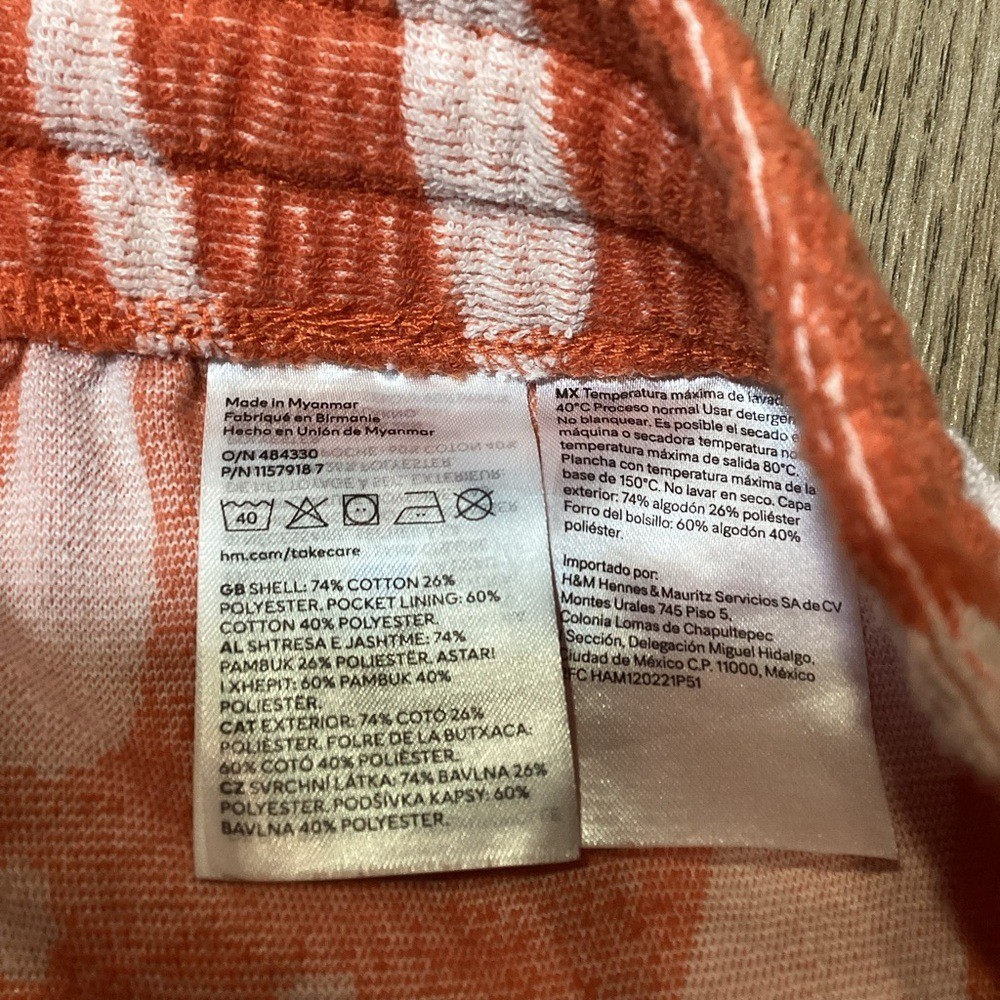 Made in Myanmar
Fabriqué en Birmanie
Hecho en Unión de Myanmar
O/N 484330
P/N 1157918 7
40
hm.com/takecare
GB SHELL: 74% COTTON 26%
POLYESTER. POCKET LINING: 60%
COTTON 40% POLYESTER.
AL SHTRESA E JASHTME: 74%
PAMBUK 26% POLIESTËR. ASTARI
I XHEPIT: 60% PAMBUK 40%
POLIESTËR.
CAT EXTERIOR: 74% COTÓ 26%
POLIÈSTER. FOLRE DE LA BUTXACA:
60% COTÓ 40% POLIÈSTER.
CZ SVRCHNÍ LÁTKA: 74% BAVLNA 26%
POLYESTER. PODŠÍVKA KAPSY: 60%
BAVLNA 40% POLYESTER.
MX Temperatura máxima de
40°C Proceso normal Usar
No blanquear. Es posible el secado
máquina o secadora temperatura
temperatura máxima de salida 80°C.
Plancha con temperatura máxima de la
base de 150°C. No lavar en seco. Capa
exterior: 74% algodón 26% poliéster
Forro del bolsillo: 60% algodón 40%
poliéster.
Importado por:
H&M Hennes & Mauritz Servicios SA de CV
Montes Urales 745 Piso 5,
Colonia Lomas de Chapultepec
Sección, Delegación Miguel Hidalgo,
Ciudad de México C.P. 11000, México
FC HAM120221P51